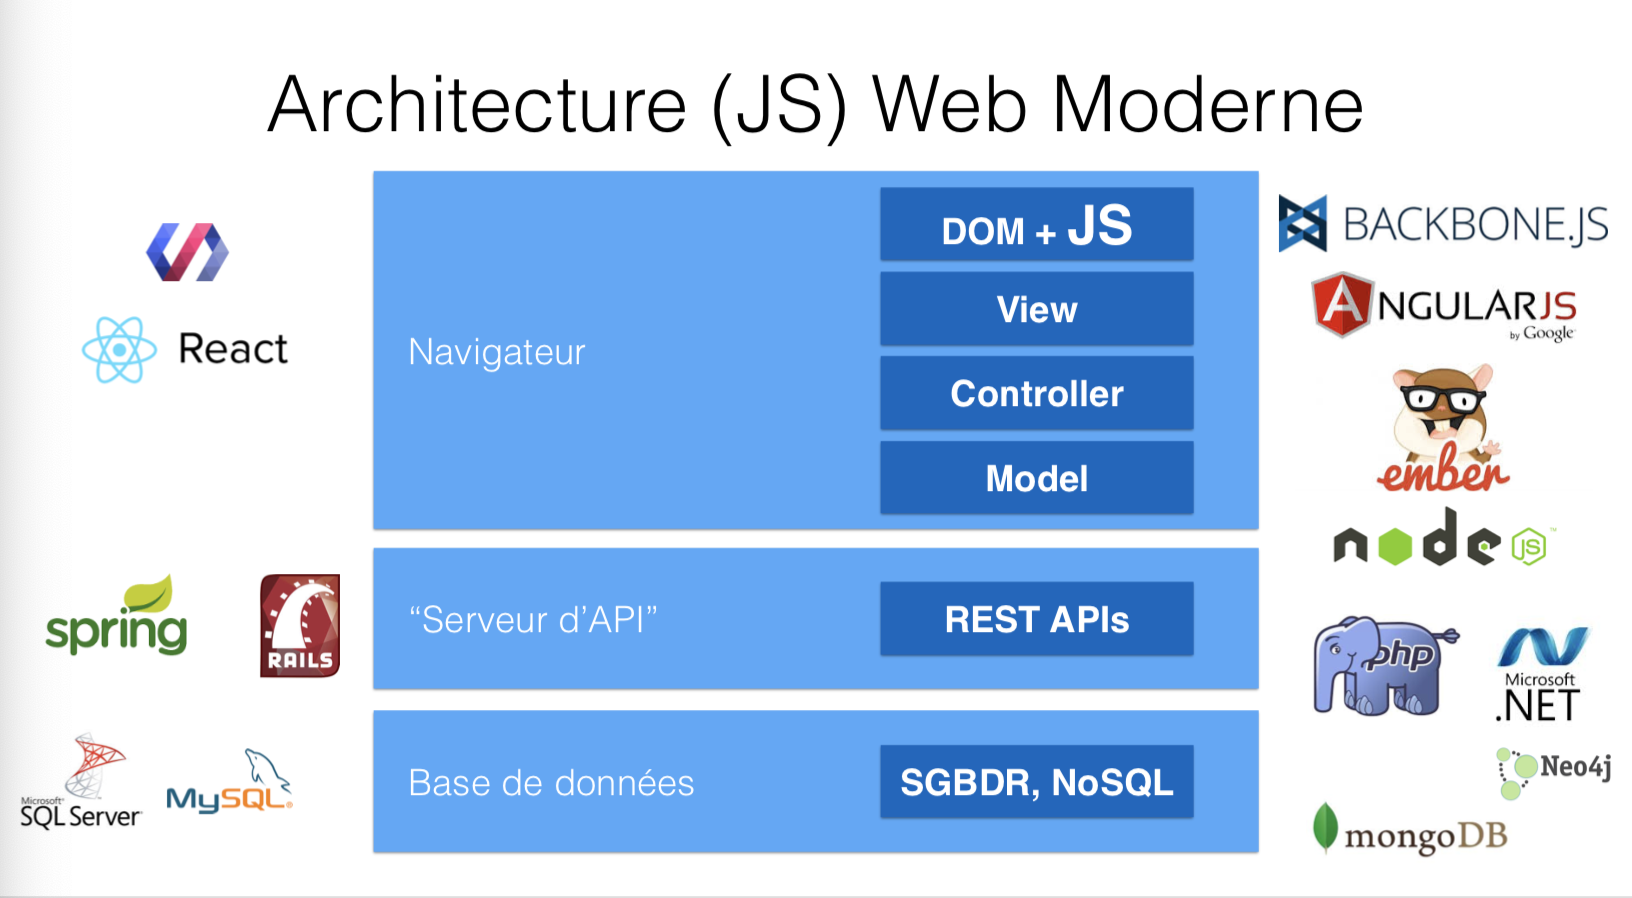 Architecture (JS) Web Moderne
React
Navigateur
DOM + JS
View
Controller
Model
BACKBONE.JS
ANGULARJS
by Google
ember
node JS™
spring
RAILS
“Serveur d’API”
REST APIs
php
Microsoft
.NET
Microsoft®
SQL Server
MySQL®
Base de données
SGBDR, NoSQL
Neo4j
mongoDB